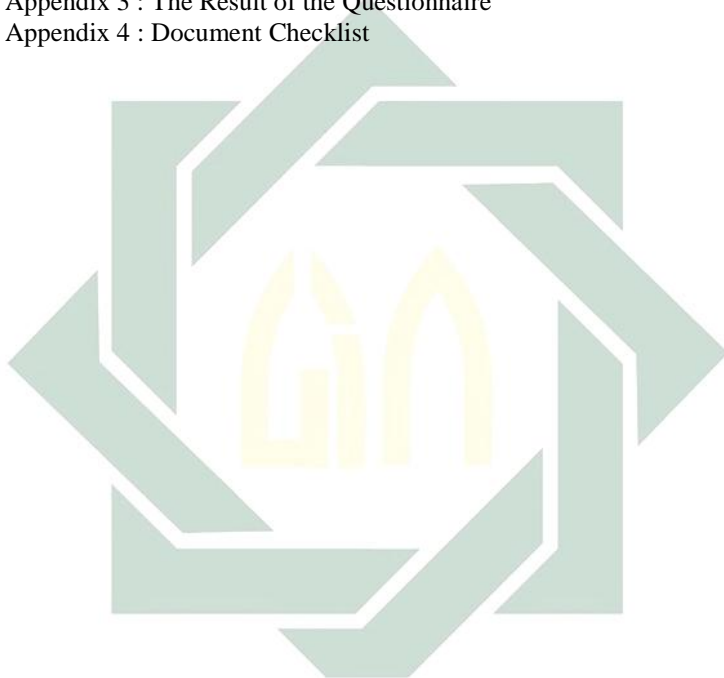 Appendix 3 : The Result of the Questionnaire
Appendix 4 : Document Checklist